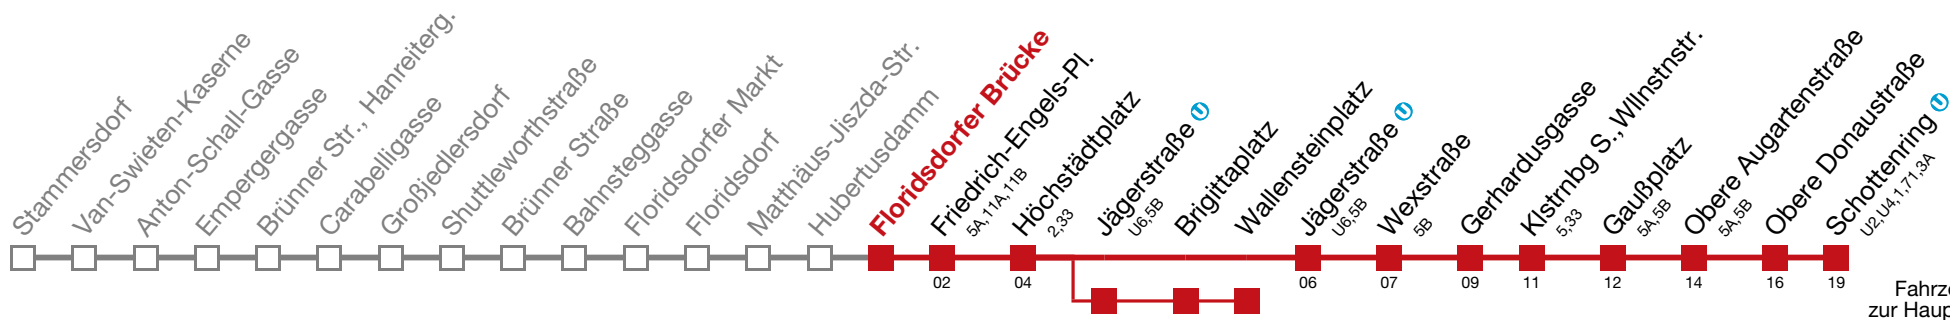 Stammersdorf
Van-Swieten-Kaserne
Anton-Schall-Gasse
Empergergasse
Brünner Str., Hanreiterg.
Carabelligasse
Großjedlersdorf
Shuttleworthstraße
Brünner Straße
Bahnsteggasse
Floridsdorfer Markt
Floridsdorf
Matthäus-Jiszda-Str.
Hubertusdamm
Floridsdorfer Brücke
Friedrich-Engels-Pl.
5A,11A,11B
Höchstädtplatz
2,33
Jägerstraße U
U6,5B
Brigittaplatz
Wallensteinplatz
Jägerstraße U
U6,5B
Wexstraße
5B
Gerhardusgasse
Klstrnbg S., Wllnstnstr.
5,33
Gaußplatz
5A,5B
Obere Augartenstraße
5A,5B
Obere Donaustraße
Schottenring U
U2,U4,1,71,3A
02 04 06 07 09 11 12 14 16 19
Fahrze
zur Haup